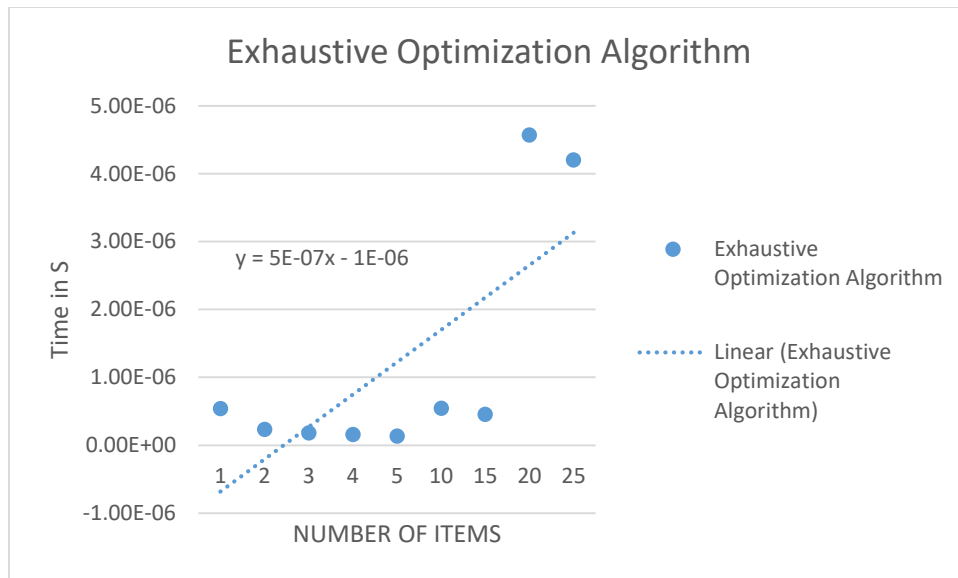 Exhaustive Optimization Algorithm
5.00E-06
4.00E-06
3.00E-06
2.00E-06
1.00E-06
0.00E+00
-1.00E-06
Time in S
y = 5E-07x - 1E-06
1 2 3 4 5 10 15 20 25
NUMBER OF ITEMS
Exhaustive
Optimization Algorithm
Linear (Exhaustive
Optimization
Algorithm)